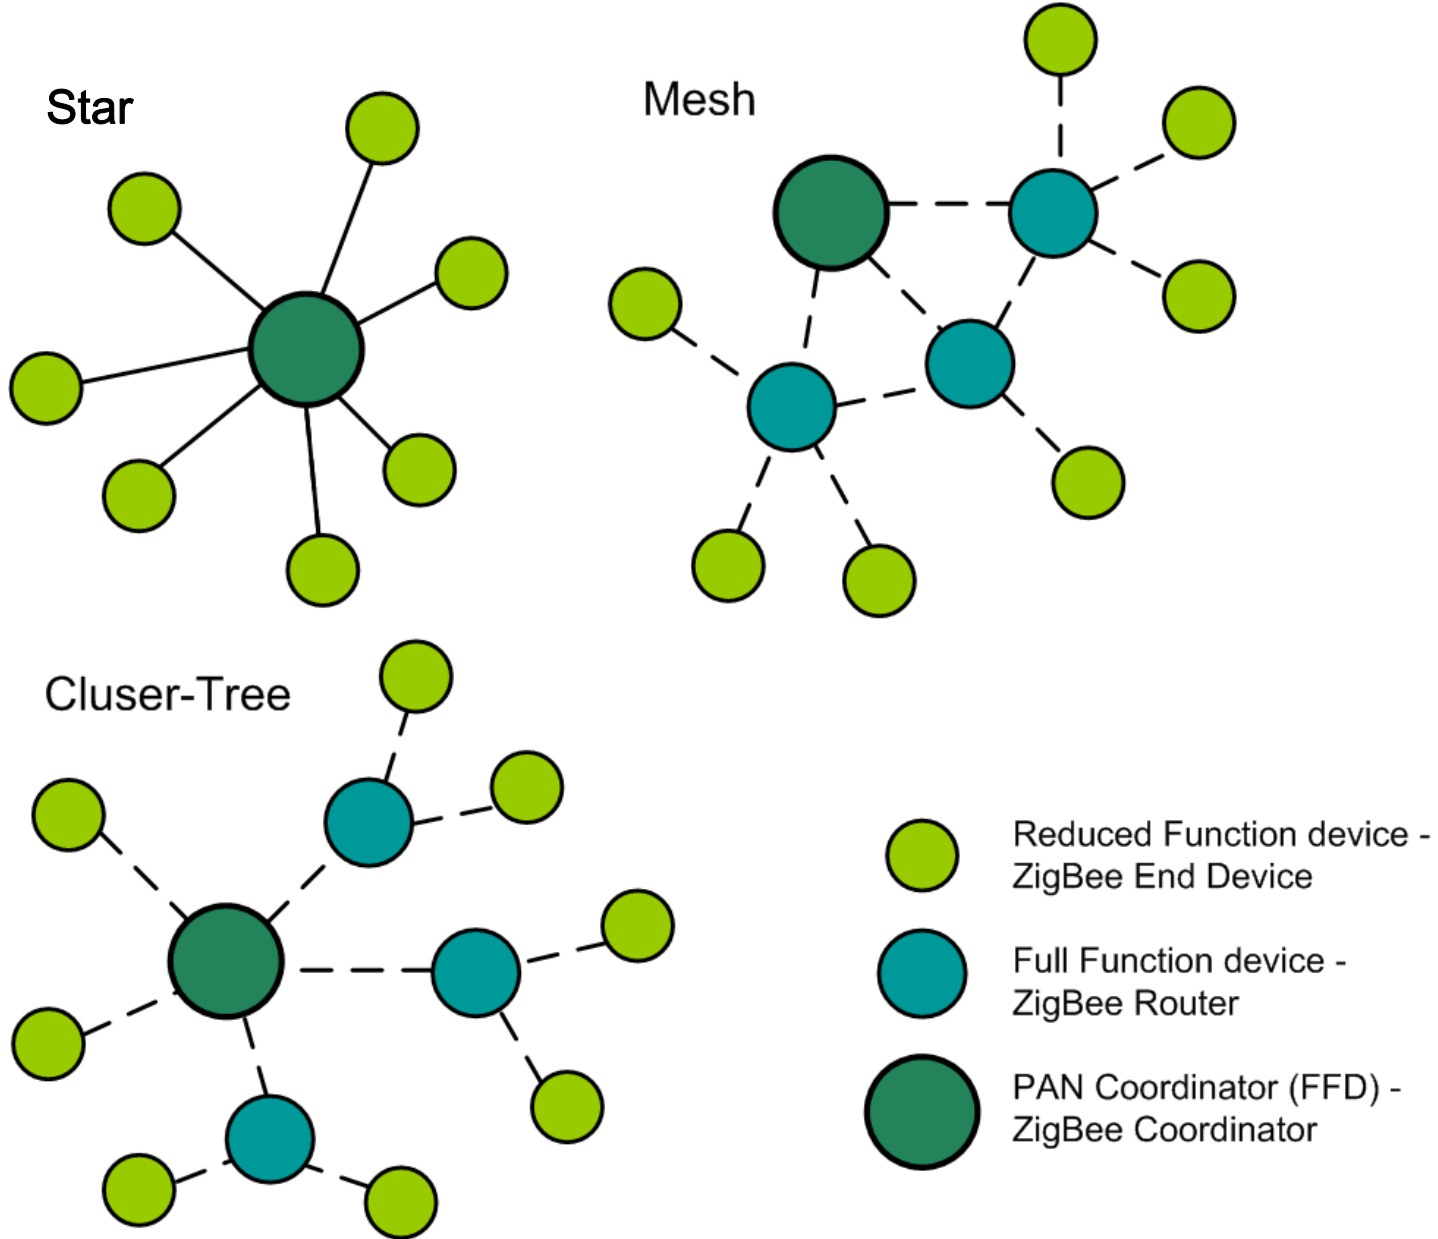 Star
Mesh
Cluser-Tree
Reduced Function device -
ZigBee End Device
Full Function device -
ZigBee Router
PAN Coordinator (FFD) -
ZigBee Coordinator